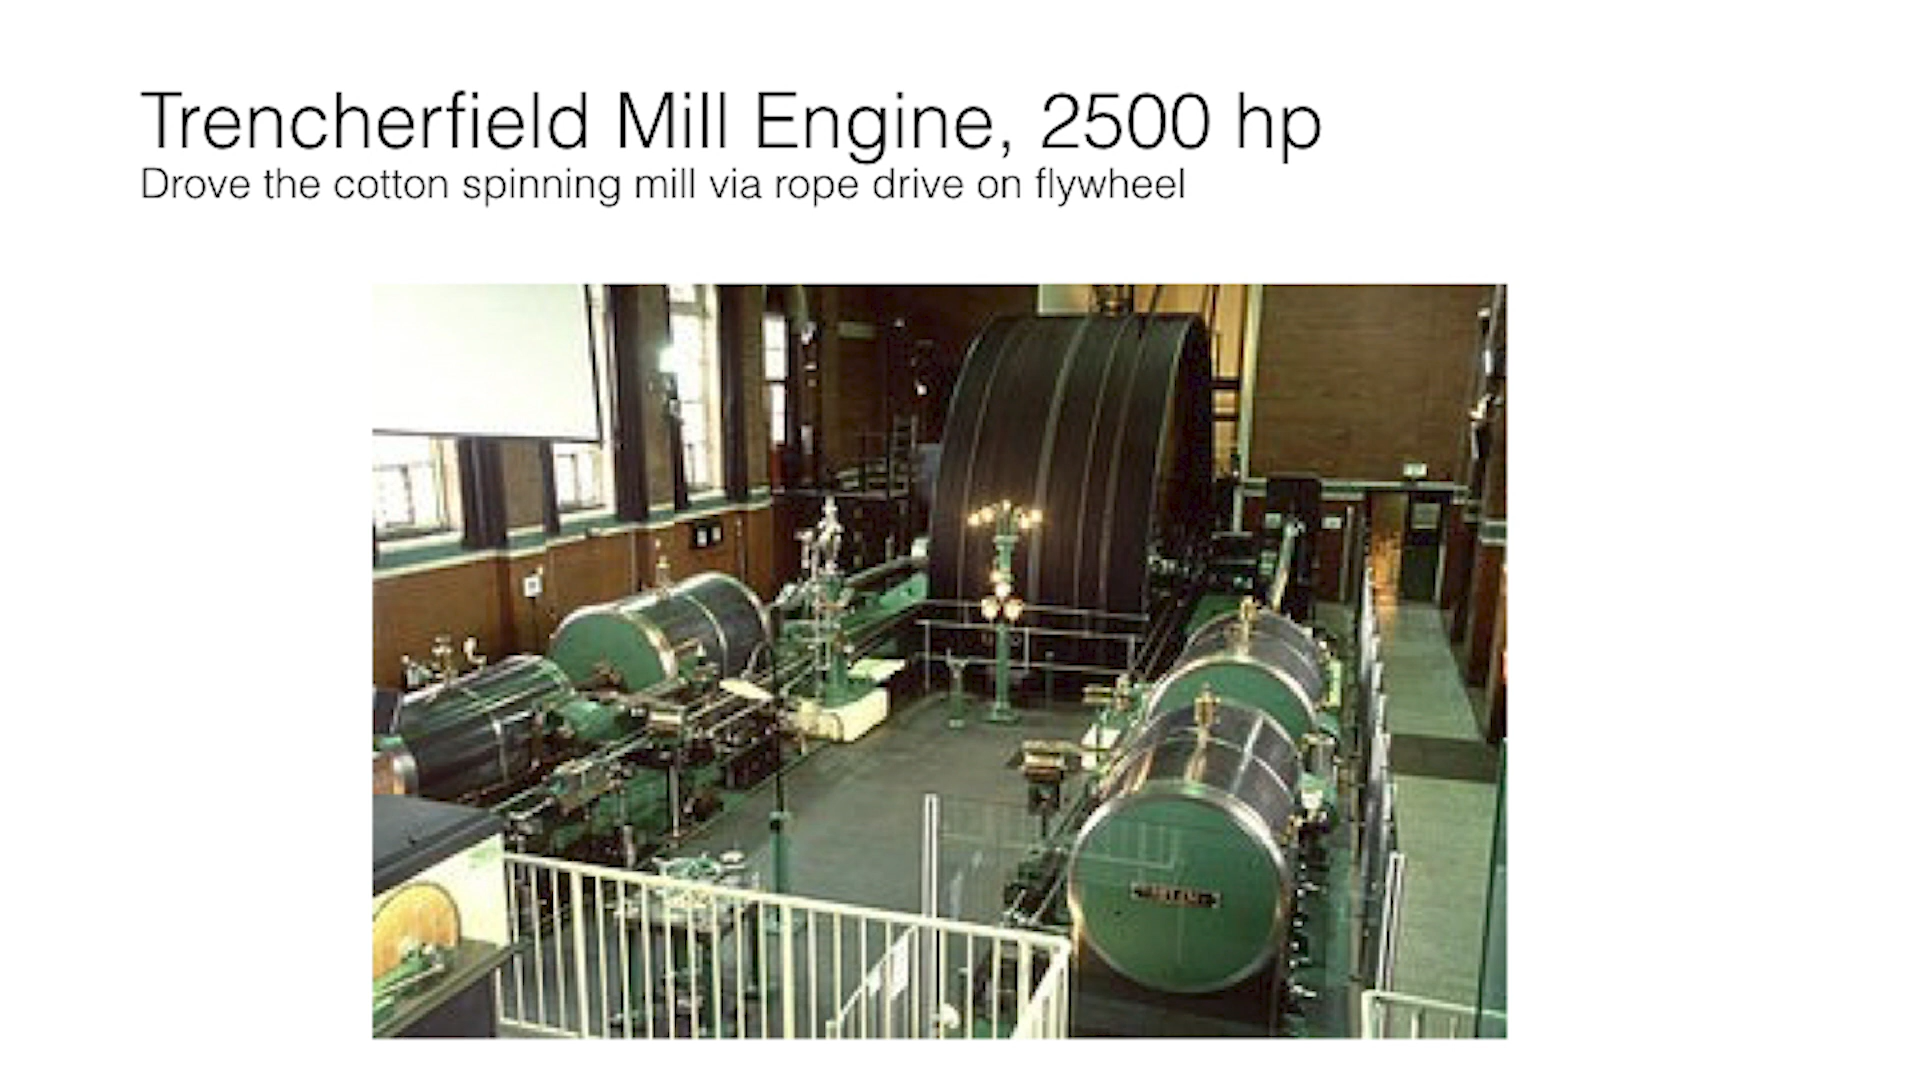 Trencherfield Mill Engine, 2500 hp
Drove the cotton spinning mill via rope drive on flywheel